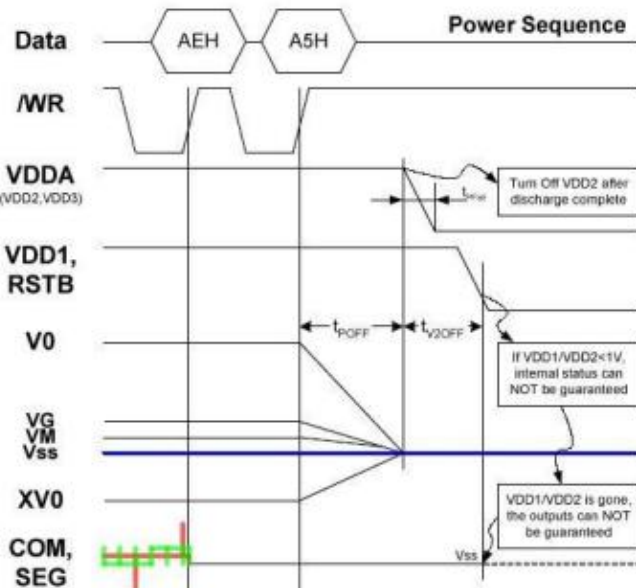 Power Sequence
Data
AEH
A5H
/WR
VDDA
(VDD2,VDD3)
Turn Off VDD2 after
discharge complete
VDD1,
RSTB
tPOFF
tV2OFF
V0
If VDD1/VDD2<1V,
internal status can
NOT be guaranteed
VG
VM
Vss
XV0
VDD1/VDD2 is gone,
the outputs can NOT
be guaranteed
COM,
SEG
Vss